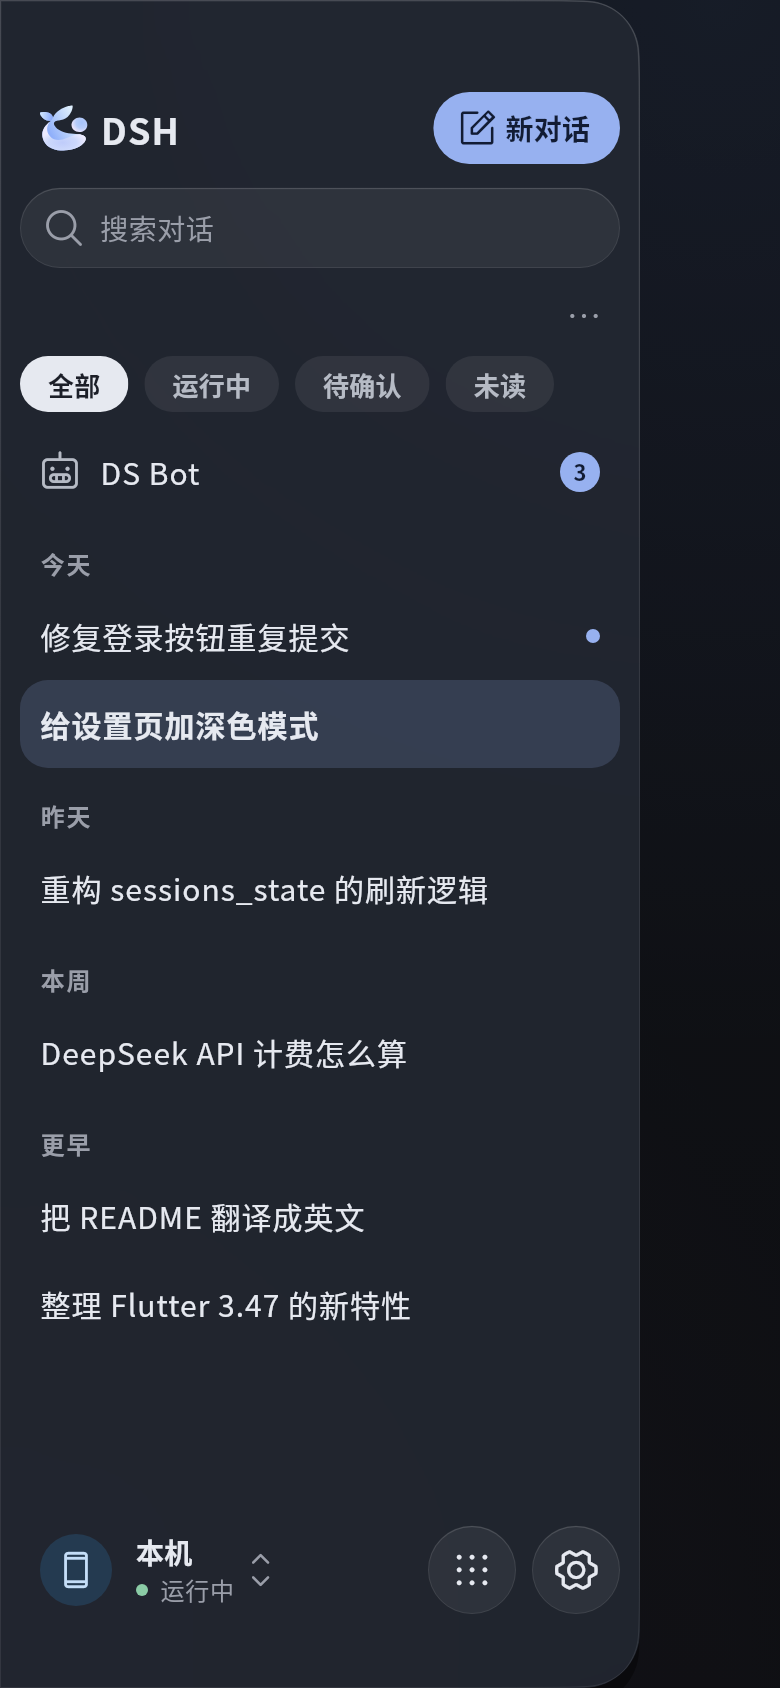 DSH
新对话
搜索对话
...
全部
运行中
待确认
未读
DS Bot
3
今天
修复登录按钮重复提交
给设置页加深色模式
昨天
重构 sessions_state 的刷新逻辑
本周
DeepSeek API 计费怎么算
更早
把 README 翻译成英文
整理 Flutter 3.47 的新特性
本机
运行中